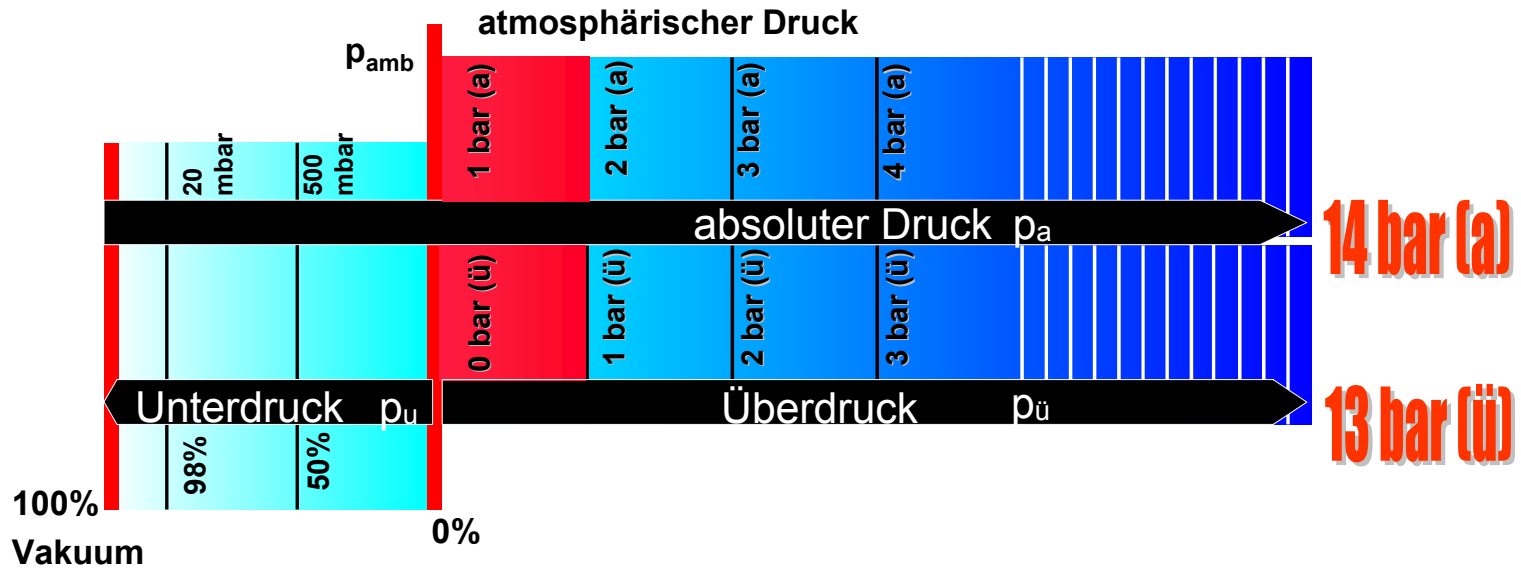 atmosphärischer Druck
pamb
20
mbar
500
mbar
1 bar (a)
2 bar (a)
3 bar (a)
4 bar (a)
absoluter Druck pa
14 bar (a)
0 bar (ü)
1 bar (ü)
2 bar (ü)
3 bar (ü)
Unterdruck pu
Überdruck pü
13 bar (ü)
98%
50%
100%
0%
Vakuum